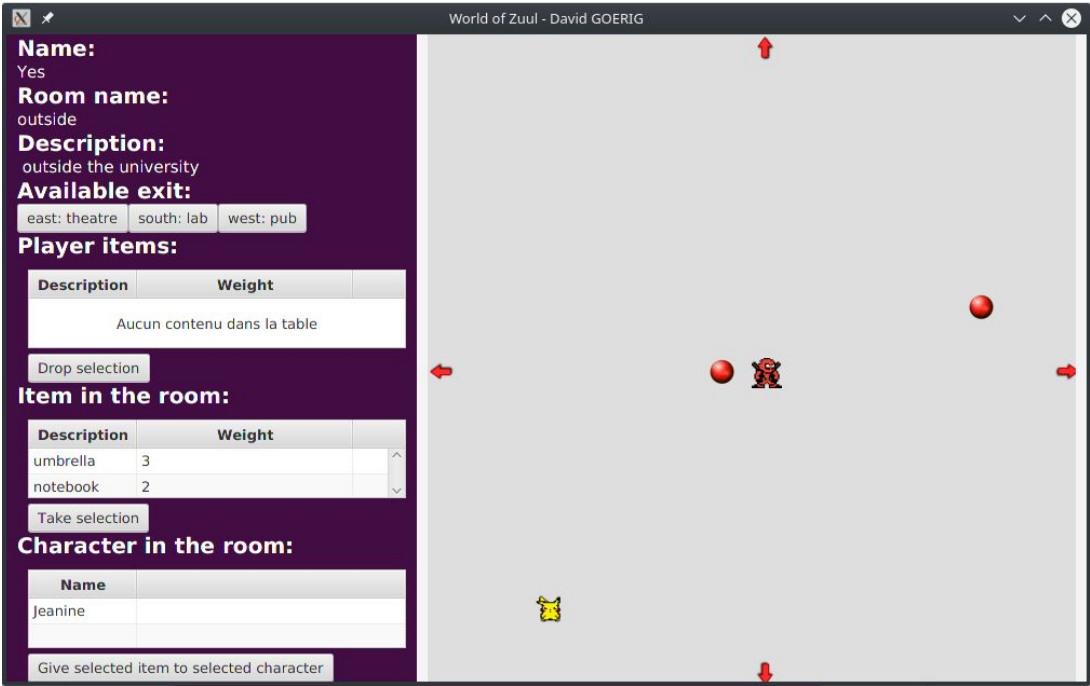 World of Zuul - David GOERIG
Name:
Yes
Room name:
outside
Description:
outside the university
Available exit:
east: theatre south: lab west: pub
Player items:
Description Weight
Aucun contenu dans la table
Drop selection
Item in the room:
Description Weight
umbrella 3
notebook 2
Take selection
Character in the room:
Name
Jeanine
Give selected item to selected character